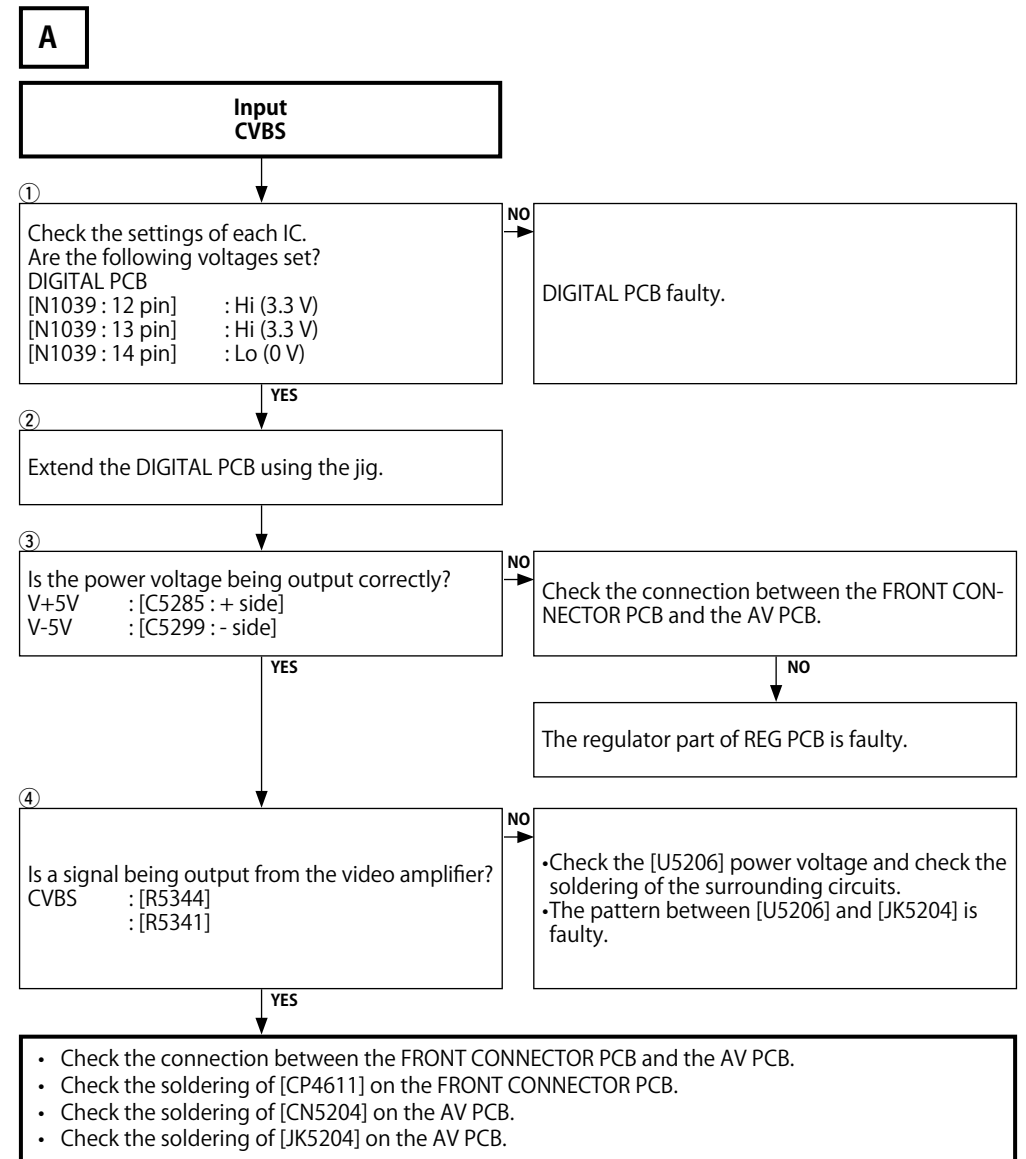 A
Input
CVBS
①
Check the settings of each IC.
Are the following voltages set?
DIGITAL PCB
[N1039 : 12 pin] : Hi (3.3 V)
[N1039 : 13 pin] : Hi (3.3 V)
[N1039 : 14 pin] : Lo (0 V)
NO
DIGITAL PCB faulty.
YES
②
Extend the DIGITAL PCB using the jig.
③
Is the power voltage being output correctly?
V+5V : [C5285 : + side]
V-5V : [C5299 : - side]
NO
Check the connection between the FRONT CON-
NECTOR PCB and the AV PCB.
YES
NO
The regulator part of REG PCB is faulty.
④
Is a signal being output from the video amplifier?
CVBS : [R5344]
: [R5341]
NO
•Check the [U5206] power voltage and check the
soldering of the surrounding circuits.
•The pattern between [U5206] and [JK5204] is
faulty.
YES
• Check the connection between the FRONT CONNECTOR PCB and the AV PCB.
• Check the soldering of [CP4611] on the FRONT CONNECTOR PCB.
• Check the soldering of [CN5204] on the AV PCB.
• Check the soldering of [JK5204] on the AV PCB.